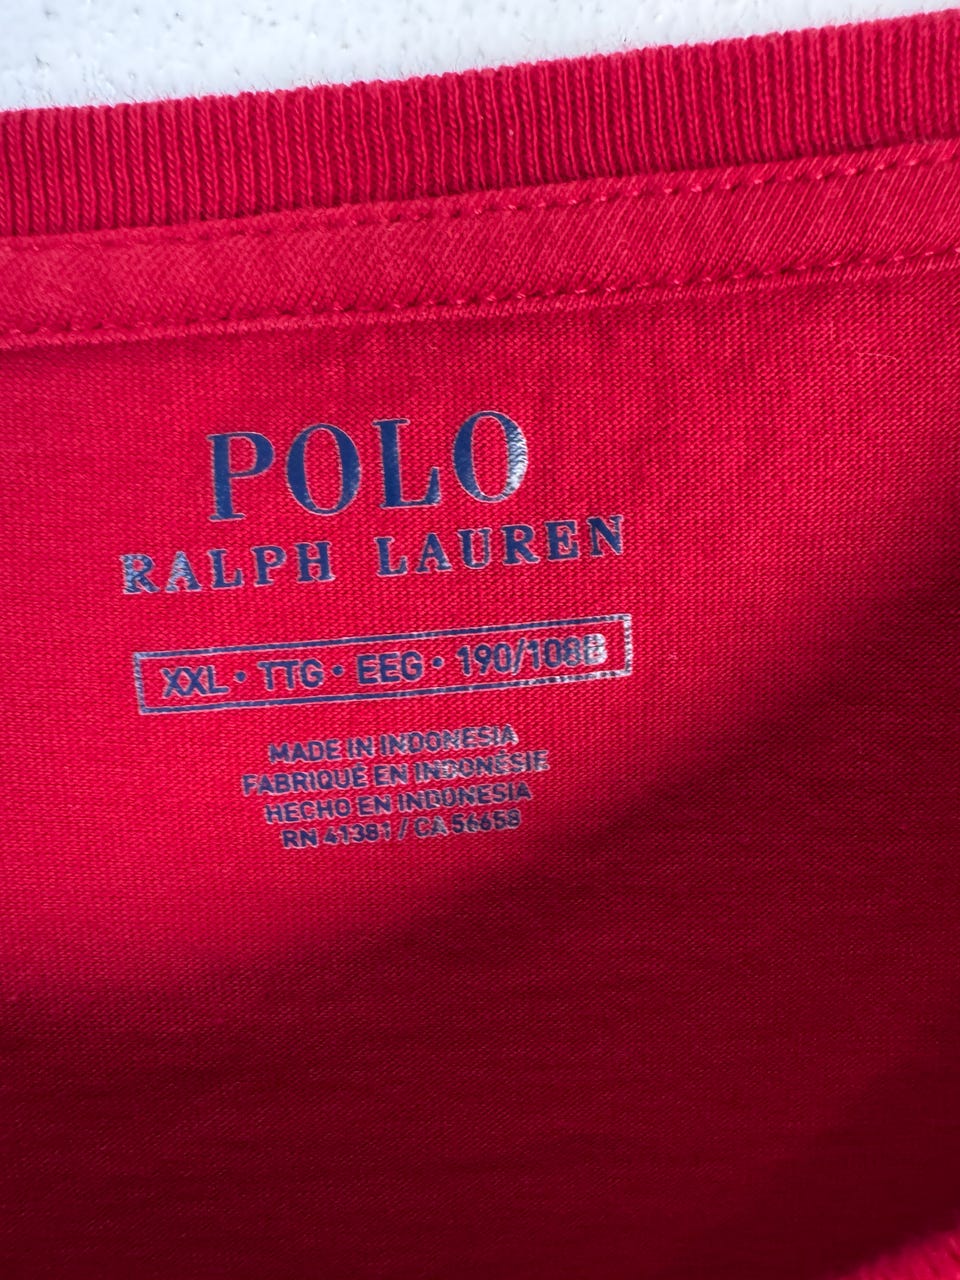 POLO
RALPH LAUREN
XXL • TTG • EEG • 190/108B
MADE IN INDONESIA
FABRIQUÉ EN INDONÉSIE
HECHO EN INDONESIA
RN 41381 / CA 56658